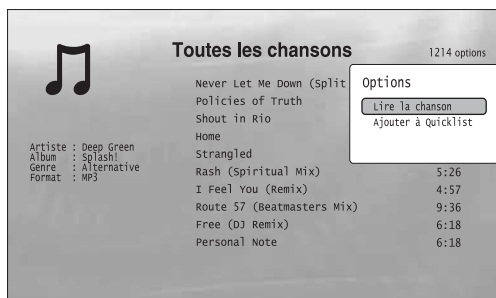 Toutes les chansons
1214 options
Never Let Me Down (Split
Policies of Truth
Shout in Rio
Home
Strangled
Rash (Spiritual Mix) 5:26
I Feel You (Remix) 4:57
Route 57 (Beatmasters Mix) 9:36
Free (DJ Remix) 6:18
Personal Note 6:18
Options
Lire la chanson
Ajouter à Quicklist
Artiste : Deep Green
Album : Splash!
Genre : Alternative
Format : MP3